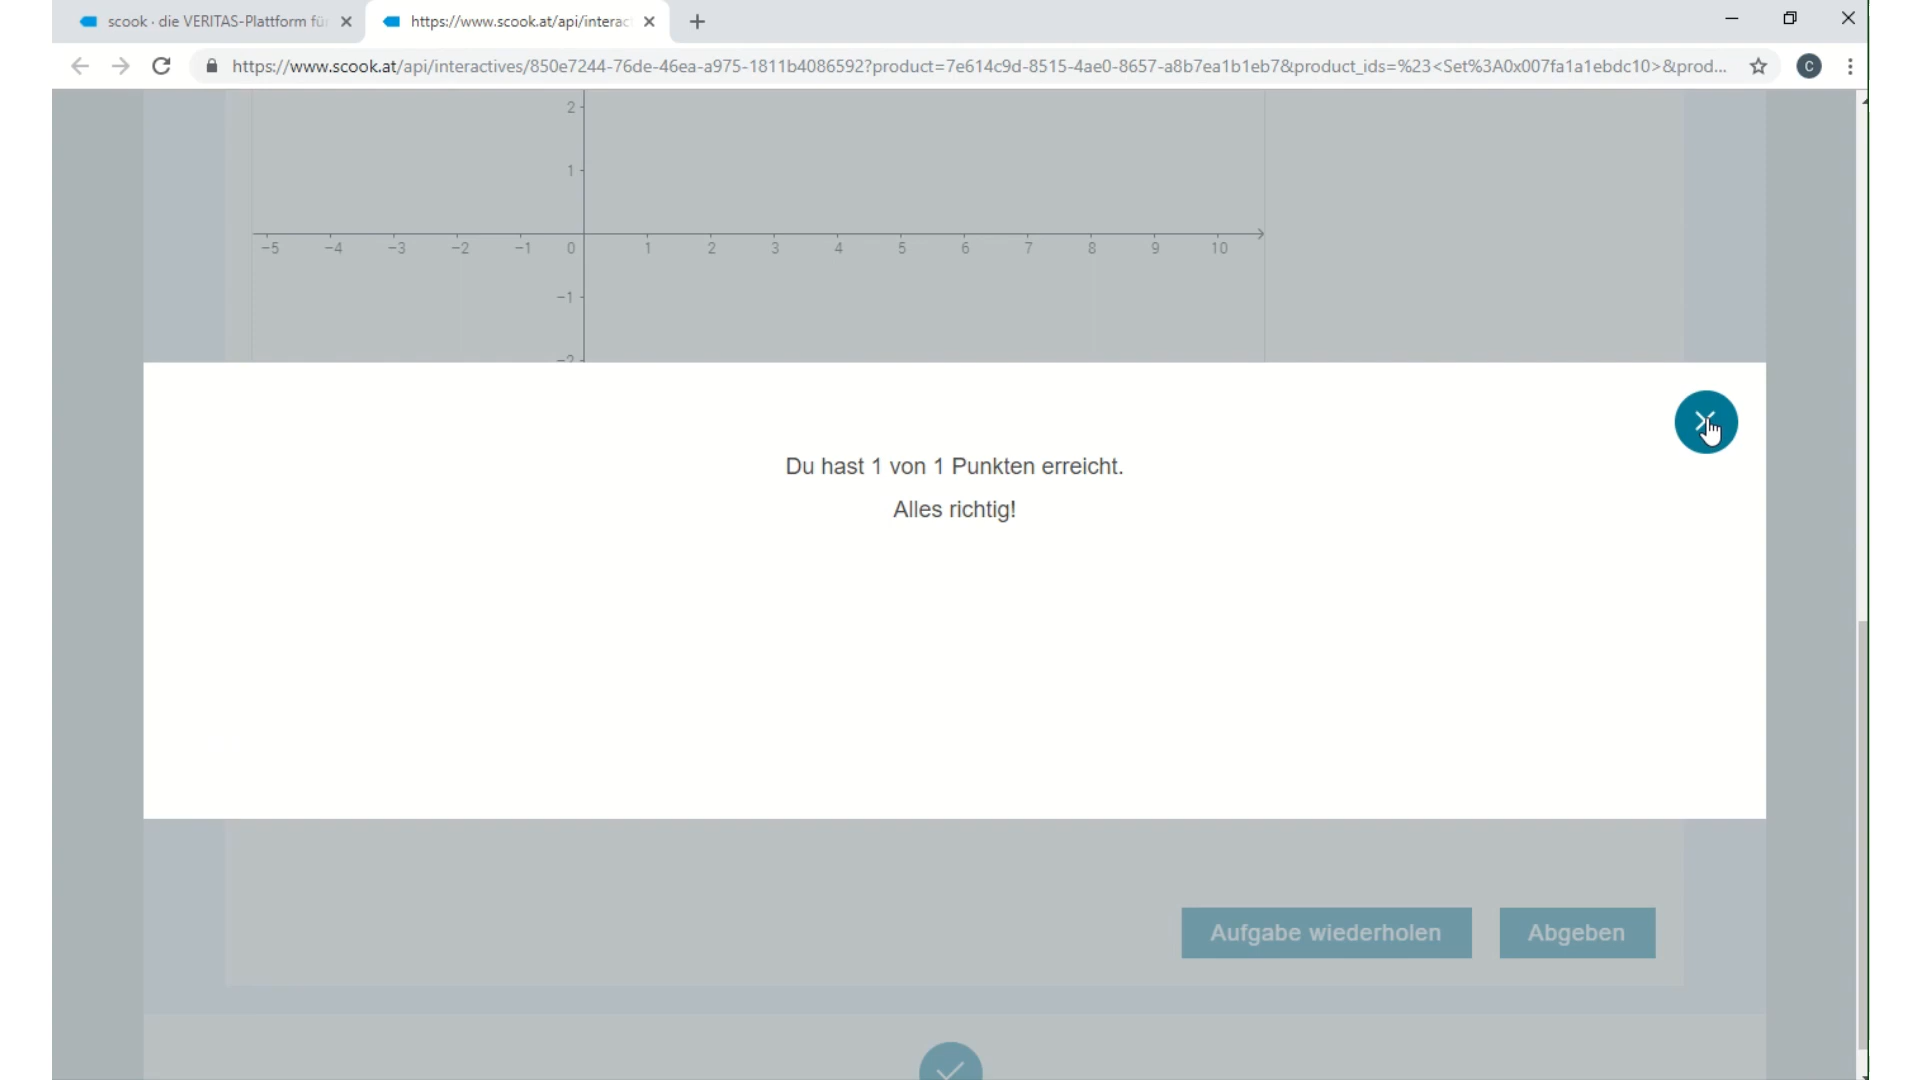 scook · die VERITAS-Plattform für
https://www.scook.at/api/interac
https://www.scook.at/api/interactives/850e7244-76de-46ea-a975-1811b4086592?product=7e614c9d-8515-4ae0-8657-a8b7ea1b1eb7&product_ids=%23<Set%3A0x007fa1a1ebdc10>&prod...
C
2
1
−5 −4 −3 −2 −1 0 1 2 3 4 5 6 7 8 9 10
−1
−2
Du hast 1 von 1 Punkten erreicht.
Alles richtig!
Aufgabe wiederholen
Abgeben